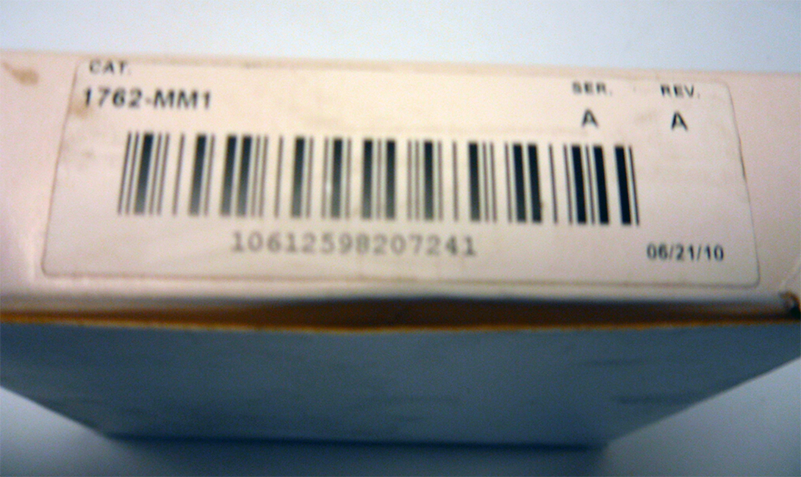 CAT.
1762-MM1
SER. REV.
A A
10612598207241
06/21/10